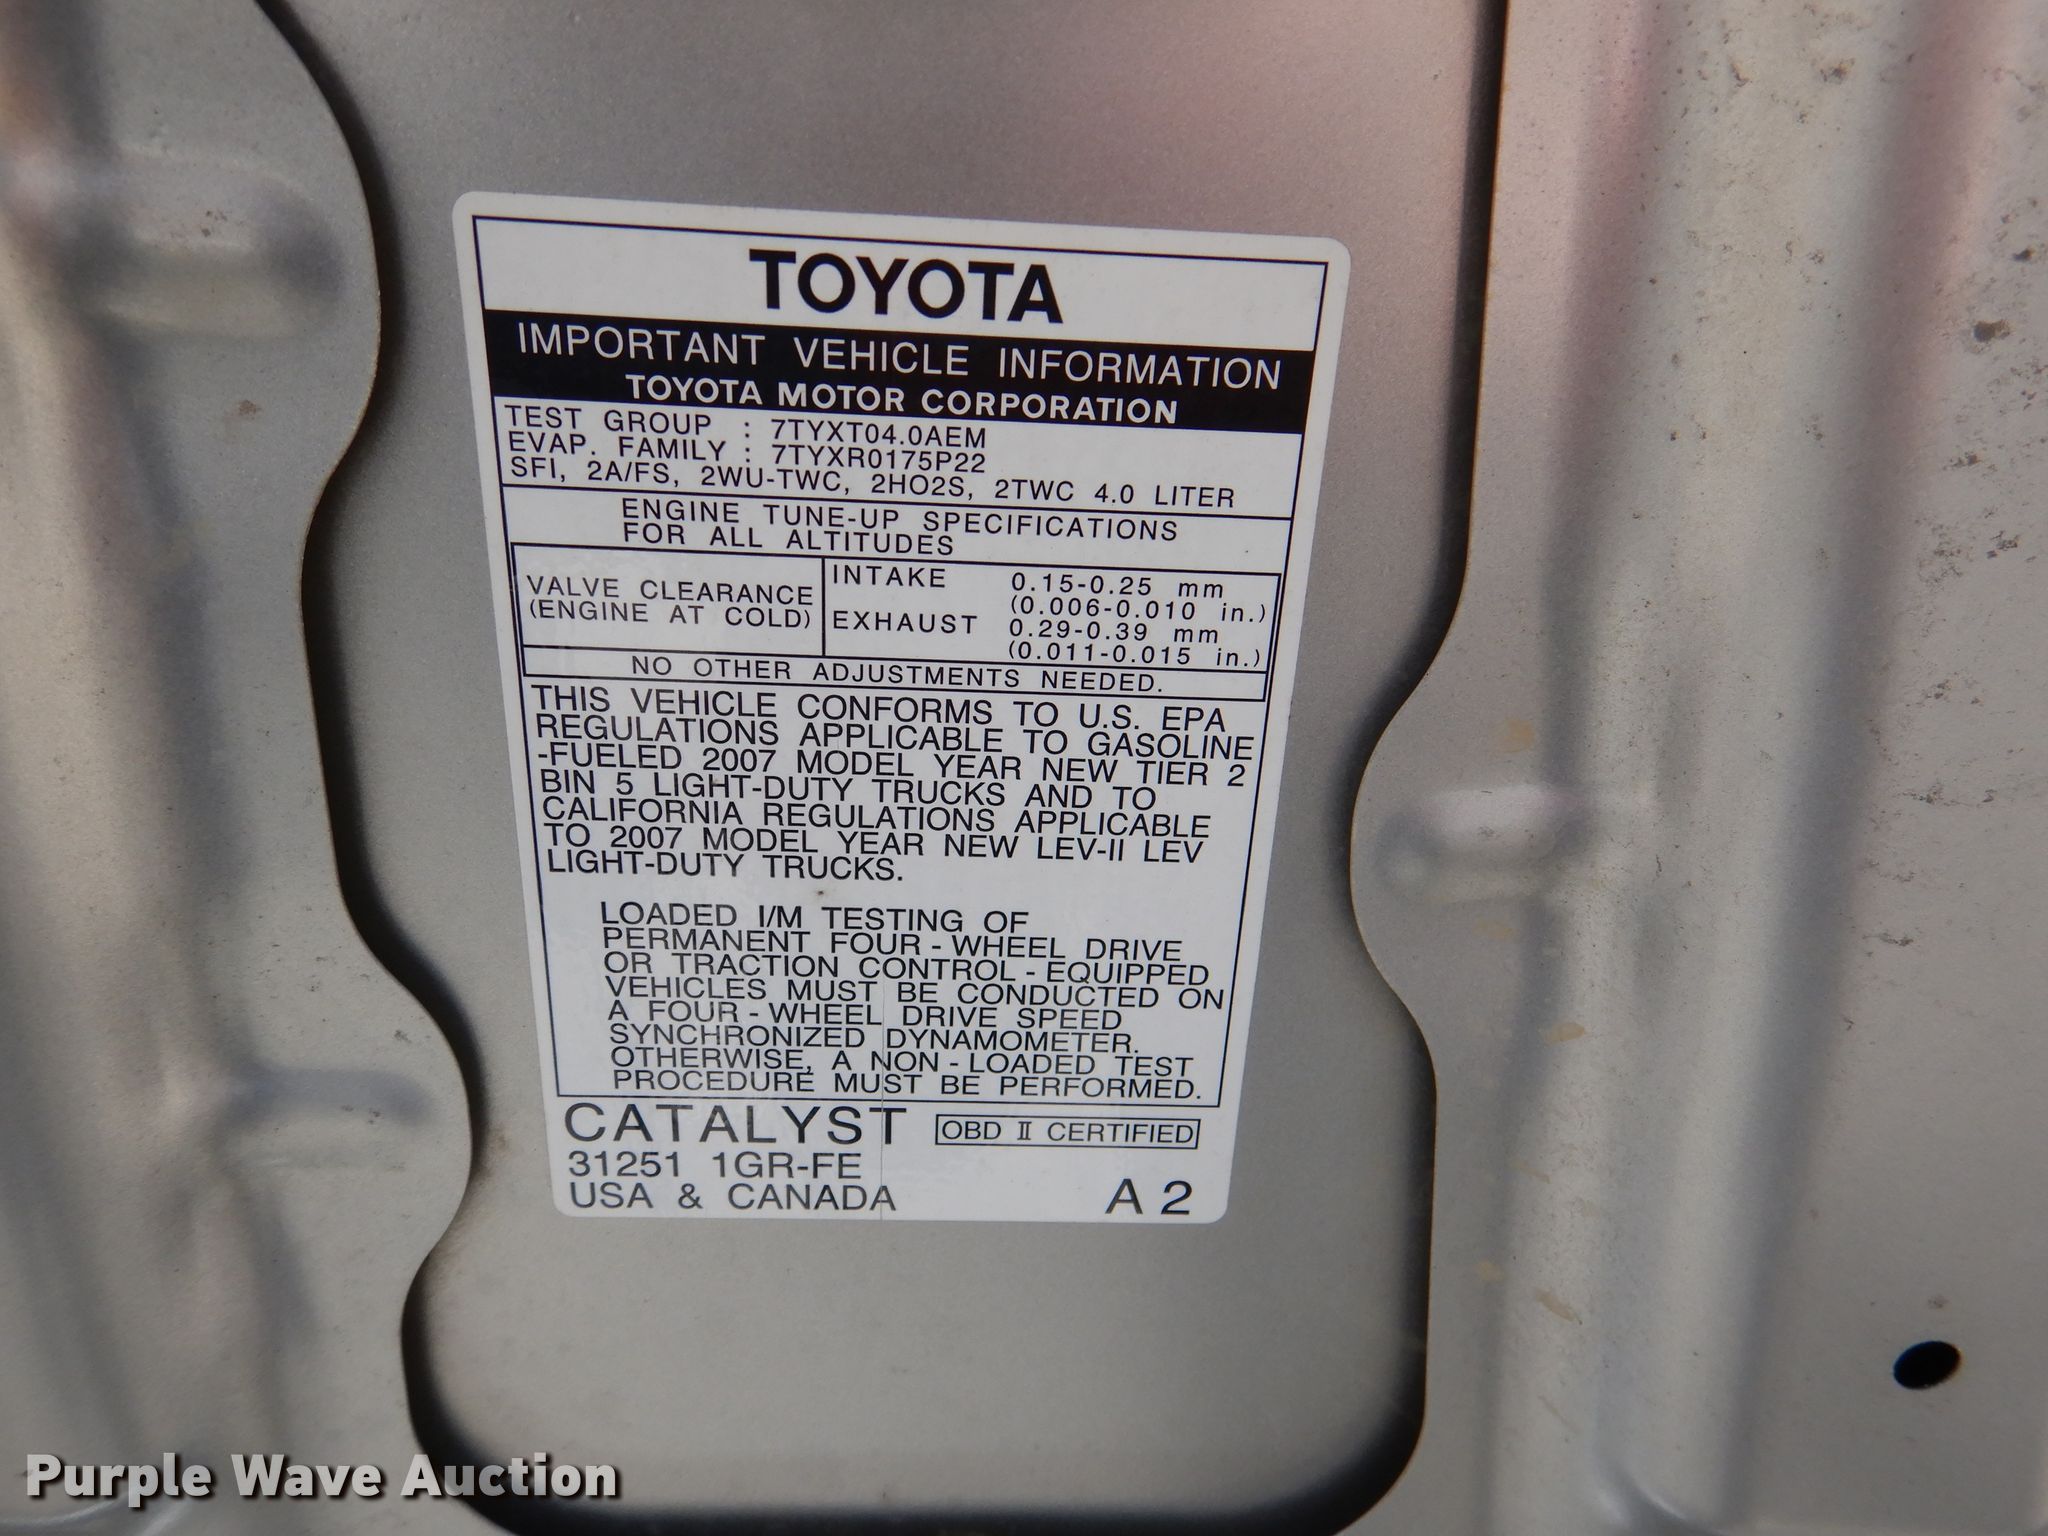 TOYOTA
IMPORTANT VEHICLE INFORMATION
TOYOTA MOTOR CORPORATION
TEST GROUP : 7TYXT04.0AEM
EVAP. FAMILY : 7TYXR0175P22
SFI, 2A/FS, 2WU-TWC, 2HO2S, 2TWC 4.0 LITER
ENGINE TUNE-UP SPECIFICATIONS
FOR ALL ALTITUDES
VALVE CLEARANCE
(ENGINE AT COLD)
INTAKE 0.15-0.25 mm
(0.006-0.010 in.)
EXHAUST 0.29-0.39 mm
(0.011-0.015 in.)
NO OTHER ADJUSTMENTS NEEDED.
THIS VEHICLE CONFORMS TO U.S. EPA
REGULATIONS APPLICABLE TO GASOLINE
-FUELED 2007 MODEL YEAR NEW TIER 2
BIN 5 LIGHT-DUTY TRUCKS AND TO
CALIFORNIA REGULATIONS APPLICABLE
TO 2007 MODEL YEAR NEW LEV-II LEV
LIGHT-DUTY TRUCKS.
LOADED I/M TESTING OF
PERMANENT FOUR-WHEEL DRIVE
OR TRACTION CONTROL-EQUIPPED
VEHICLES MUST BE CONDUCTED ON
A FOUR-WHEEL DRIVE SPEED
SYNCHRONIZED DYNAMOMETER.
OTHERWISE, A NON-LOADED TEST
PROCEDURE MUST BE PERFORMED.
CATALYST OBD II CERTIFIED
31251 1GR-FE
USA & CANADA A2
Purple Wave Auction